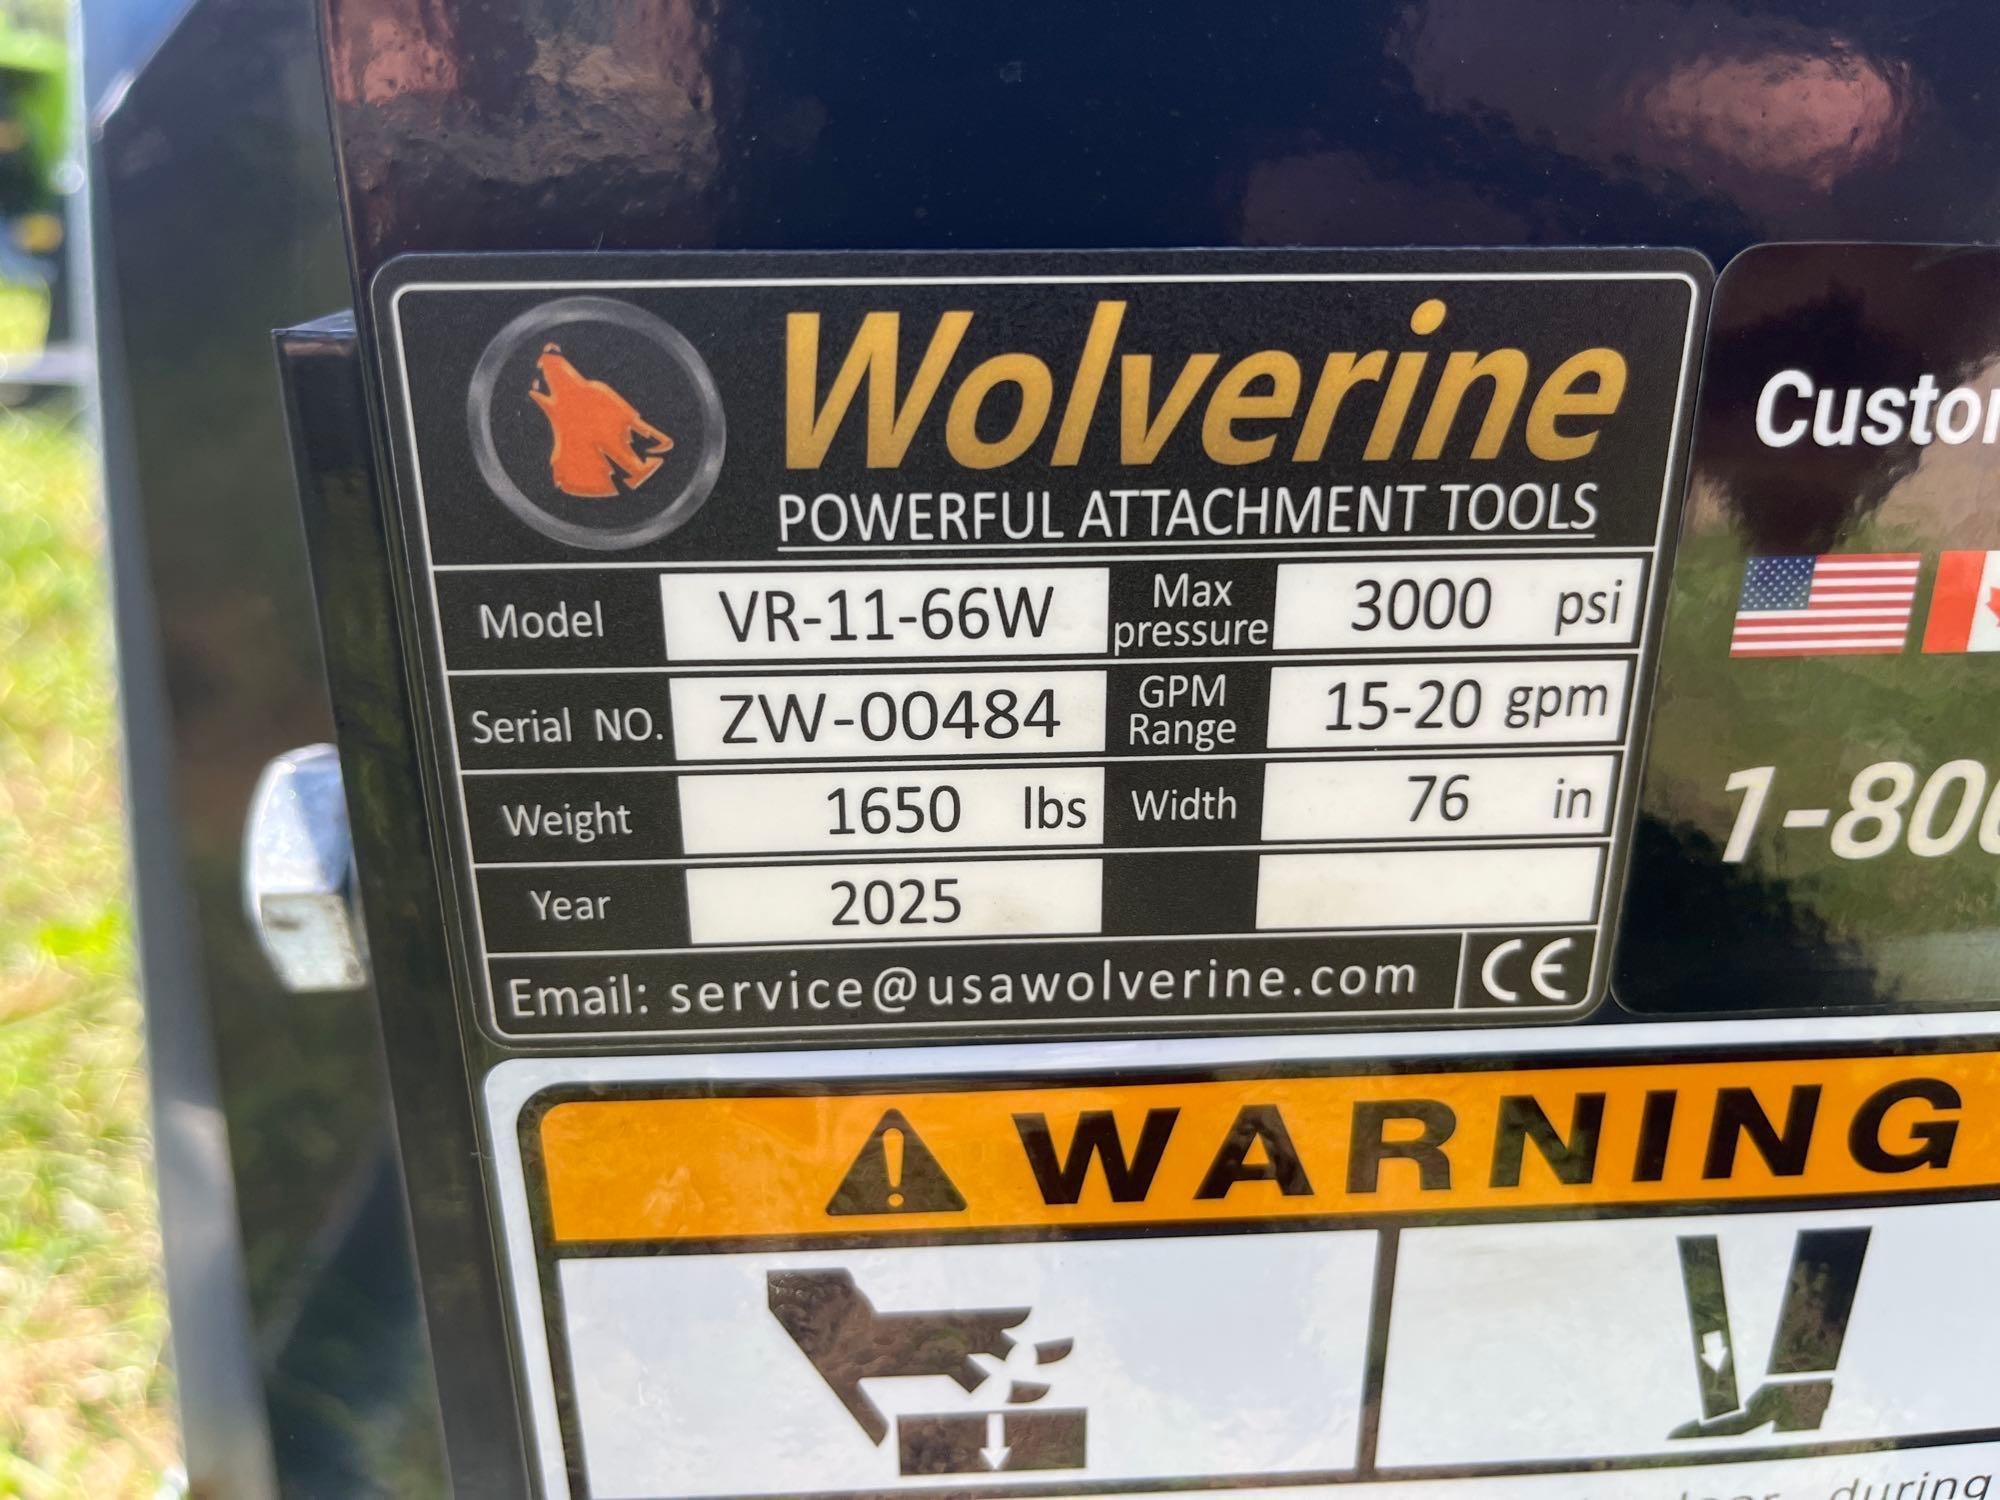 Wolverine
POWERFUL ATTACHMENT TOOLS
Model VR-11-66W Max pressure 3000 psi
Serial NO. ZW-00484 GPM Range 15-20 gpm
Weight 1650 lbs Width 76 in
Year 2025
Email: service@usawolverine.com CE
1-80
WARNING
during